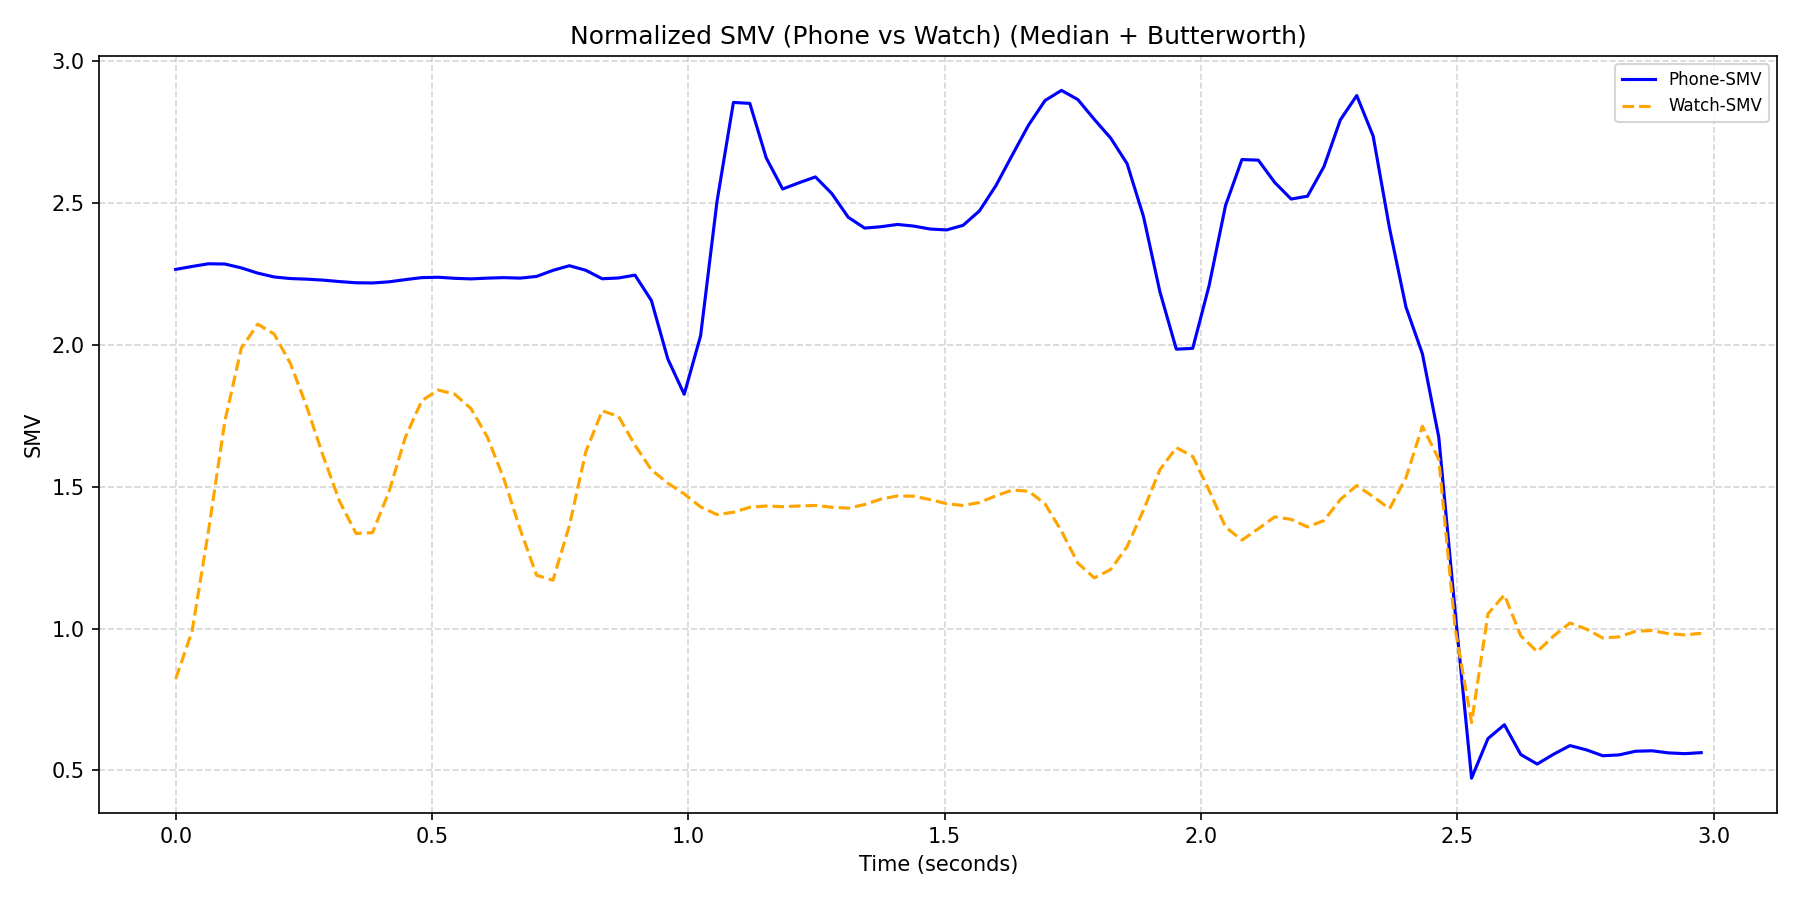 Normalized SMV (Phone vs Watch) (Median + Butterworth)
Phone-SMV
Watch-SMV
SMV
3.0
2.5
2.0
1.5
1.0
0.5
0.0 0.5 1.0 1.5 2.0 2.5 3.0
Time (seconds)